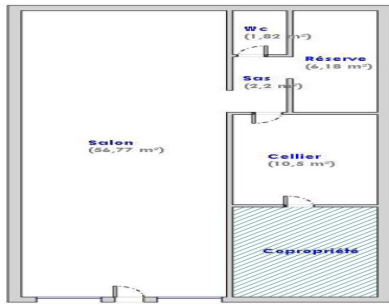 Wc
(1,82 m²)
Réserve
(6,18 m²)
Sas
(2,2 m²)
Salon
(56,77 m²)
Cellier
(10,5 m²)
Copropriété